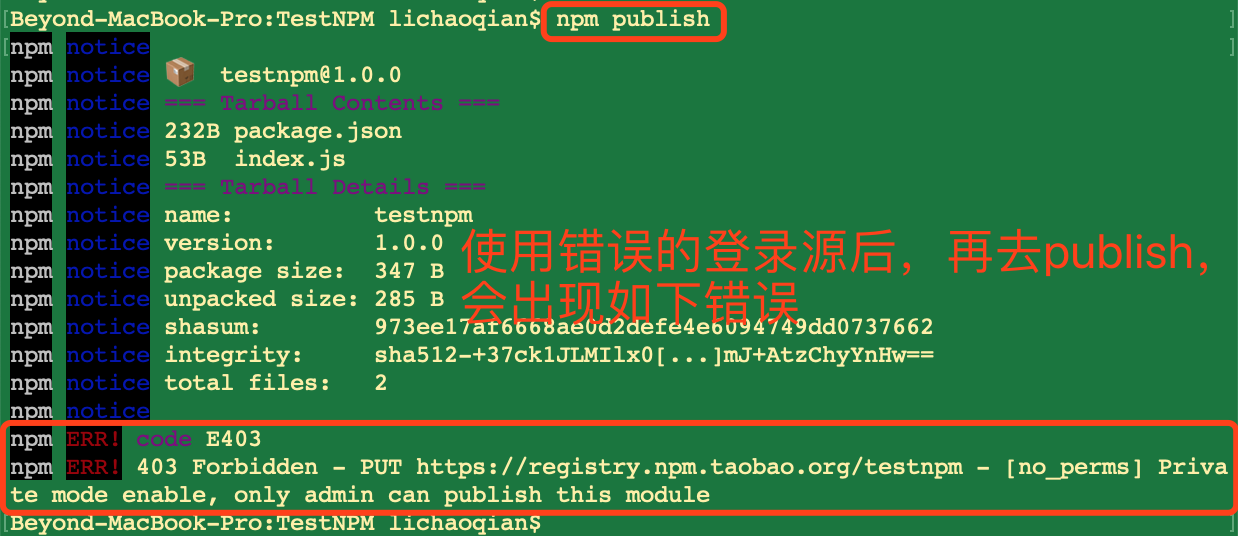 [Beyond-MacBook-Pro:TestNPM lichaoqian$ npm publish ]
[npm notice ]
npm notice 📦 testnpm@1.0.0
npm notice === Tarball Contents ===
npm notice 232B package.json
npm notice 53B index.js
npm notice === Tarball Details ===
npm notice name: testnpm
npm notice version: 1.0.0
npm notice package size: 347 B
npm notice unpacked size: 285 B
使用错误的登录源后，再去publish，
会出现如下错误
npm notice shasum: 973ee17af6668ae0d2defe4e6094749dd0737662
npm notice integrity: sha512-+37ck1JLMIlx0[...]mJ+AtzChyYnHw==
npm notice total files: 2
npm notice
npm ERR! code E403
npm ERR! 403 Forbidden - PUT https://registry.npm.taobao.org/testnpm - [no_perms] Priva
te mode enable, only admin can publish this module
[Beyond-MacBook-Pro:TestNPM lichaoqian$ ]